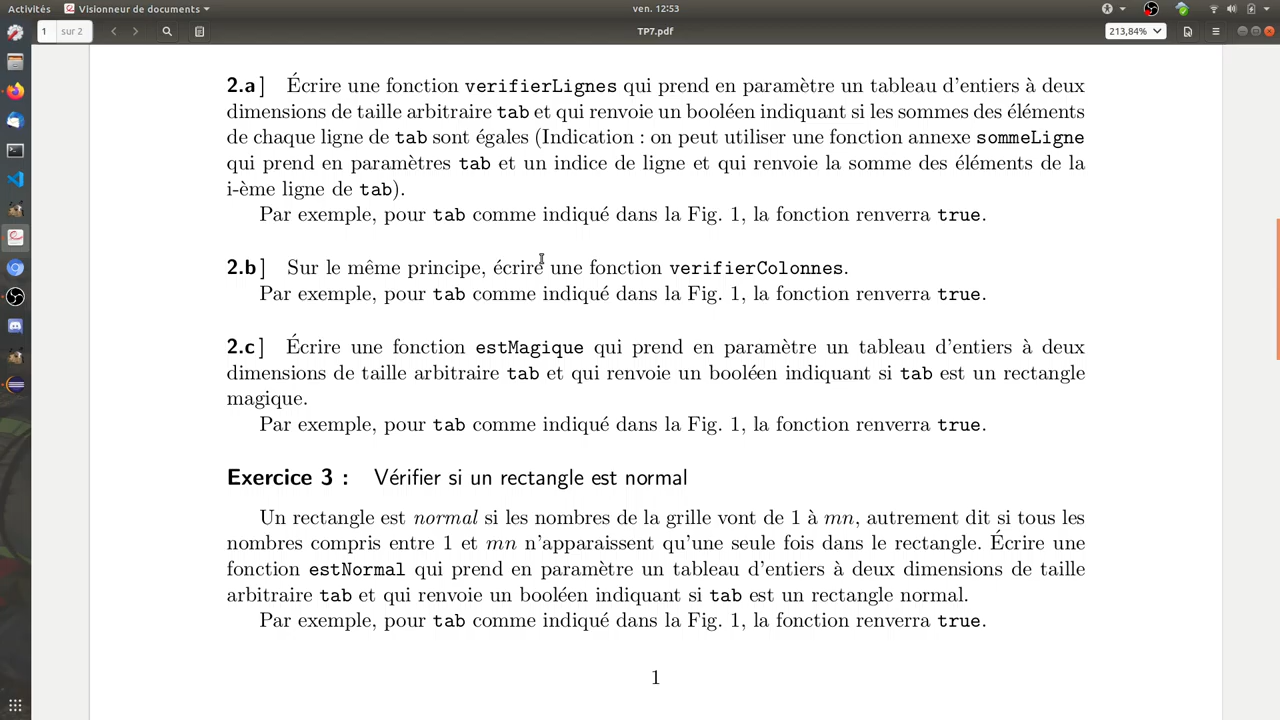 Activités
Visionneur de documents
ven. 12:53
1 sur 2
TP7.pdf
213,84%
2.a] Écrire une fonction verifierLignes qui prend en paramètre un tableau d'entiers à deux
dimensions de taille arbitraire tab et qui renvoie un booléen indiquant si les sommes des éléments
de chaque ligne de tab sont égales (Indication : on peut utiliser une fonction annexe sommeLigne
qui prend en paramètres tab et un indice de ligne et qui renvoie la somme des éléments de la
i-ème ligne de tab).
Par exemple, pour tab comme indiqué dans la Fig. 1, la fonction renverra true.
2.b] Sur le même principe, écrire une fonction verifierColonnes.
Par exemple, pour tab comme indiqué dans la Fig. 1, la fonction renverra true.
2.c] Écrire une fonction estMagique qui prend en paramètre un tableau d'entiers à deux
dimensions de taille arbitraire tab et qui renvoie un booléen indiquant si tab est un rectangle
magique.
Par exemple, pour tab comme indiqué dans la Fig. 1, la fonction renverra true.
Exercice 3 : Vérifier si un rectangle est normal
Un rectangle est normal si les nombres de la grille vont de 1 à mn, autrement dit si tous les
nombres compris entre 1 et mn n'apparaissent qu'une seule fois dans le rectangle. Écrire une
fonction estNormal qui prend en paramètre un tableau d'entiers à deux dimensions de taille
arbitraire tab et qui renvoie un booléen indiquant si tab est un rectangle normal.
Par exemple, pour tab comme indiqué dans la Fig. 1, la fonction renverra true.
1